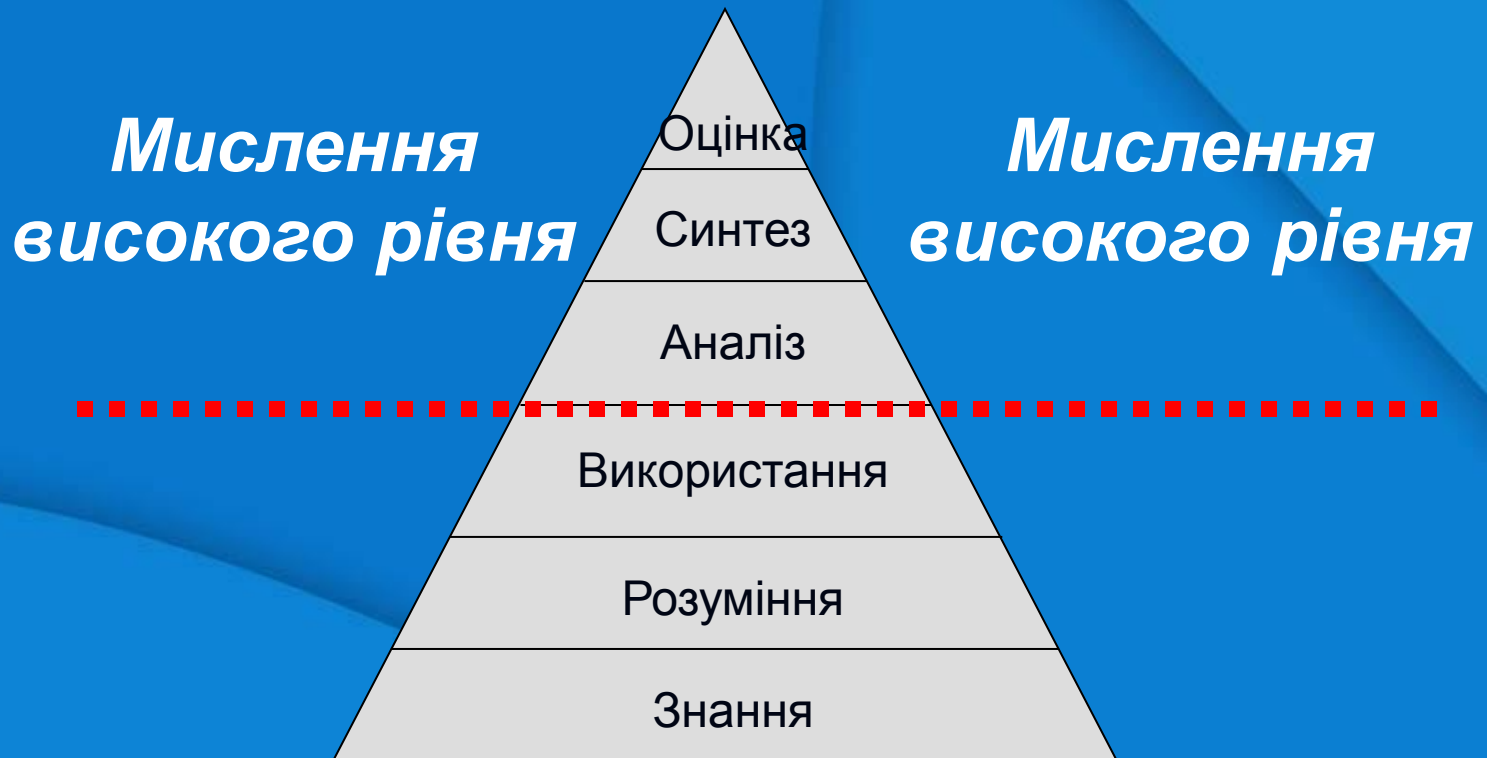 Мислення
високого рівня
Мислення
високого рівня
Оцінка
Синтез
Аналіз
Використання
Розуміння
Знання